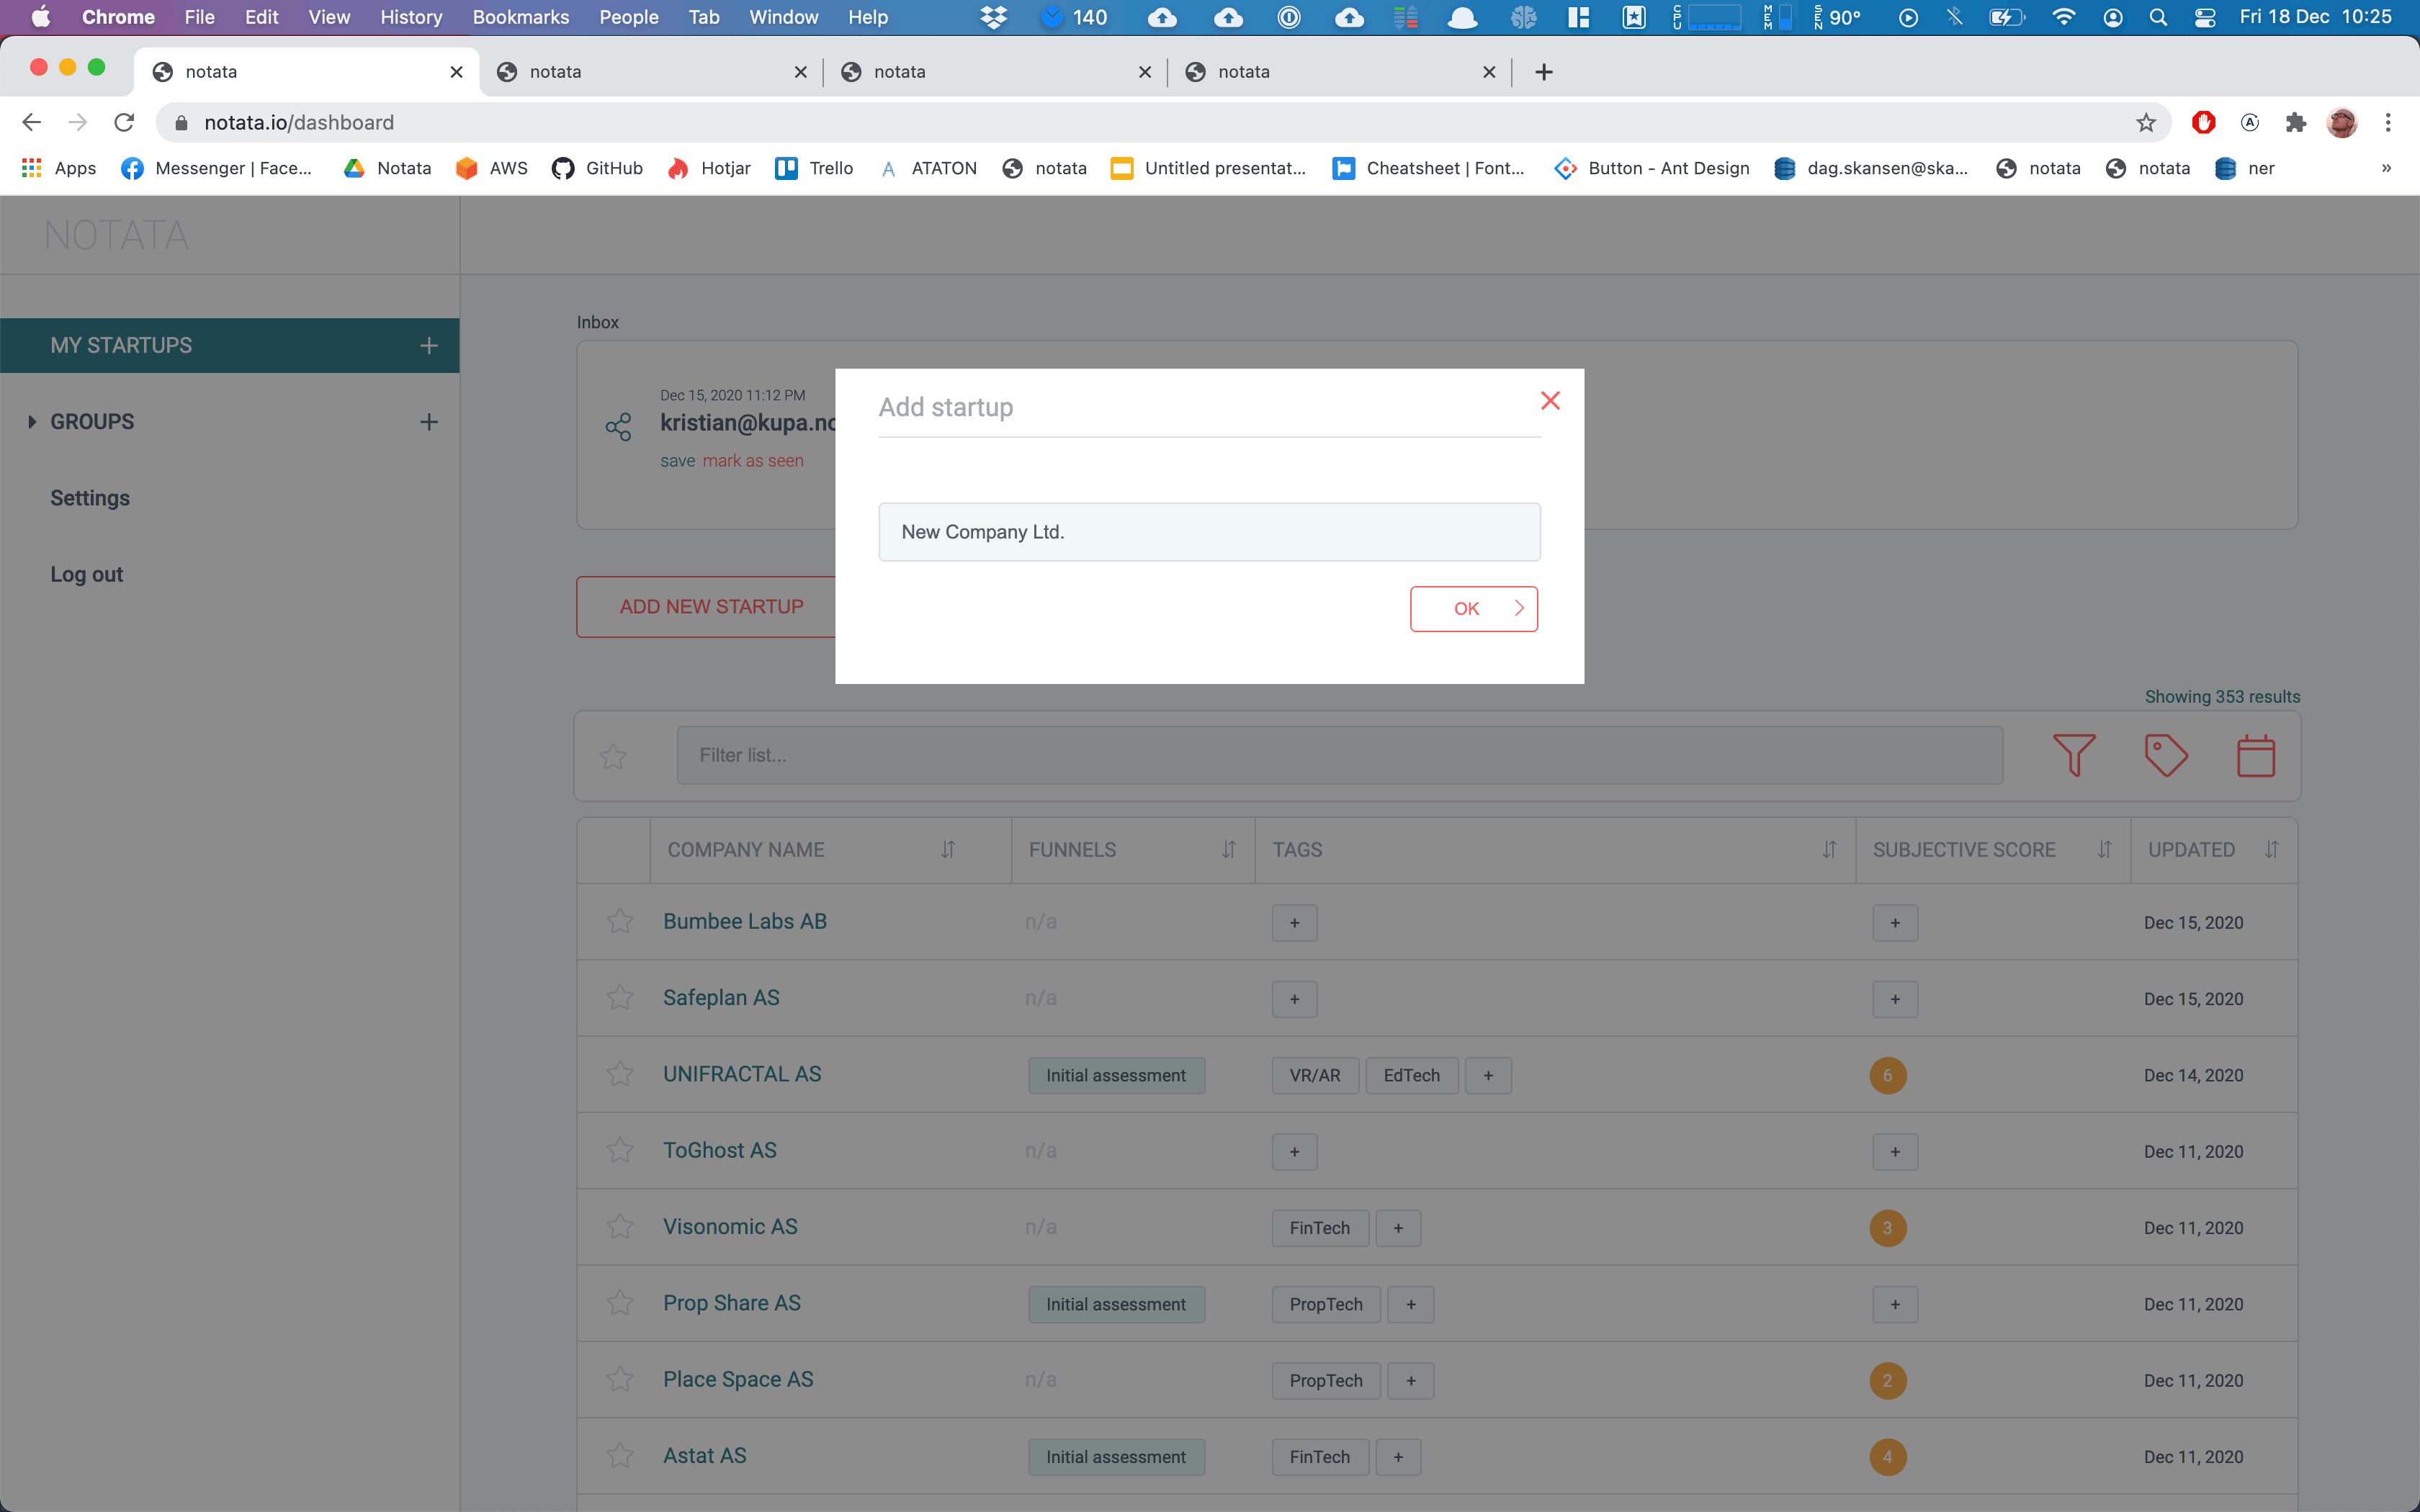 Chrome File Edit View History Bookmarks People Tab Window Help 140 CPU MEM SEN 90° Fri 18 Dec 10:25
notata notata notata notata
notata.io/dashboard
Apps Messenger | Face... Notata AWS GitHub Hotjar Trello ATATON notata Untitled presentat... Cheatsheet | Font... Button - Ant Design dag.skansen@ska... notata notata ner »
NOTATA
MY STARTUPS +
GROUPS +
Settings
Log out
Inbox
Dec 15, 2020 11:12 PM
kristian@kupa.no
save mark as seen
Add startup
New Company Ltd.
OK
ADD NEW STARTUP
Showing 353 results
Filter list...
COMPANY NAME FUNNELS TAGS SUBJECTIVE SCORE UPDATED
Bumbee Labs AB n/a + + Dec 15, 2020
Safeplan AS n/a + + Dec 15, 2020
UNIFRACTAL AS Initial assessment VR/AR EdTech + 6 Dec 14, 2020
ToGhost AS n/a + + Dec 11, 2020
Visonomic AS n/a FinTech + 3 Dec 11, 2020
Prop Share AS Initial assessment PropTech + + Dec 11, 2020
Place Space AS n/a PropTech + 2 Dec 11, 2020
Astat AS Initial assessment FinTech + 4 Dec 11, 2020